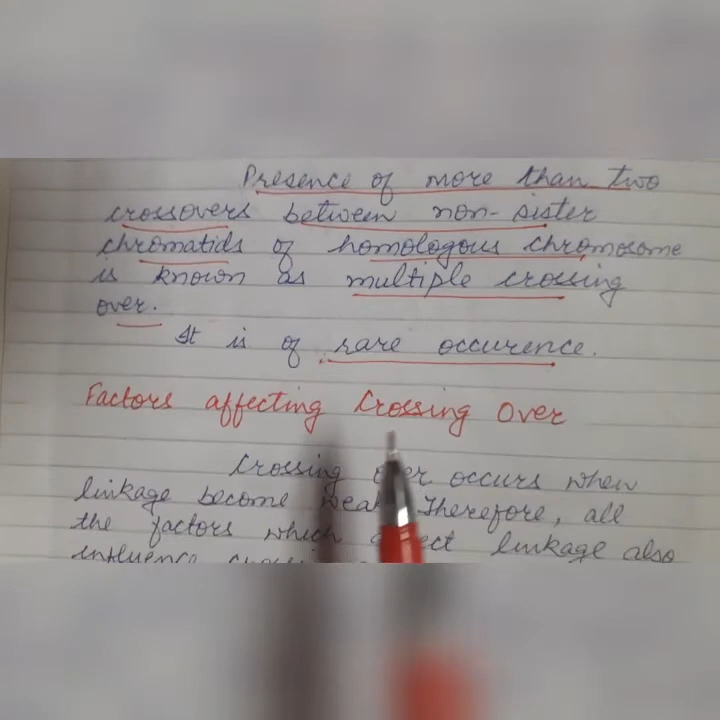 Presence of more than two
crossovers between non-sister
chromatids of homologous chromosome
is known as multiple crossing
over.
It is of rare occurence.
Factors affecting Crossing Over
Crossing over occurs when
linkage become weak. Therefore, all
the factors which affect linkage also
influence